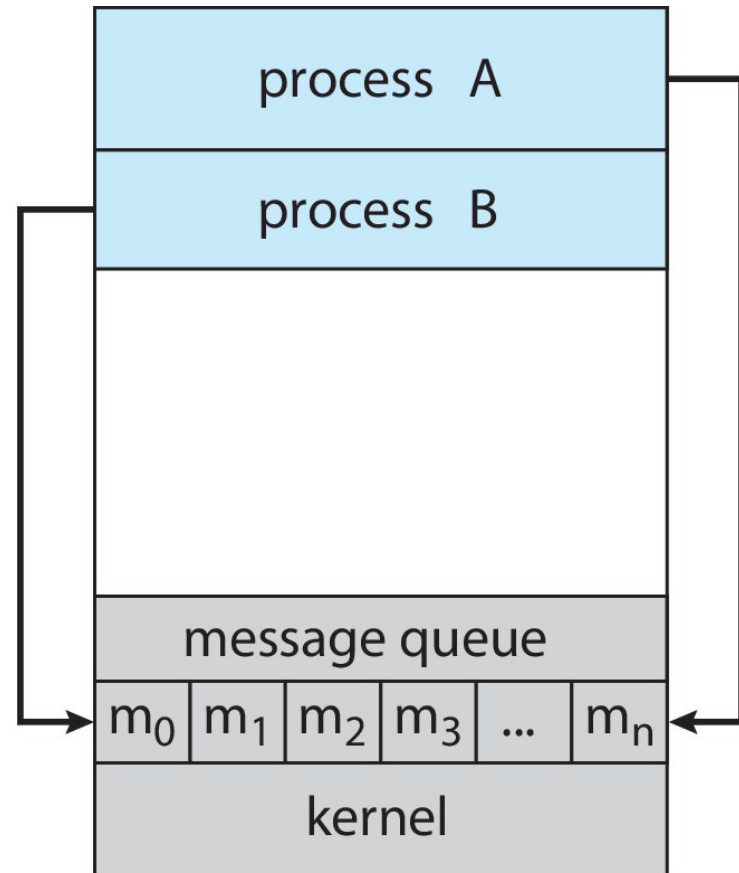 process A
process B
message queue
m₀ m₁ m₂ m₃ ... mₙ
kernel